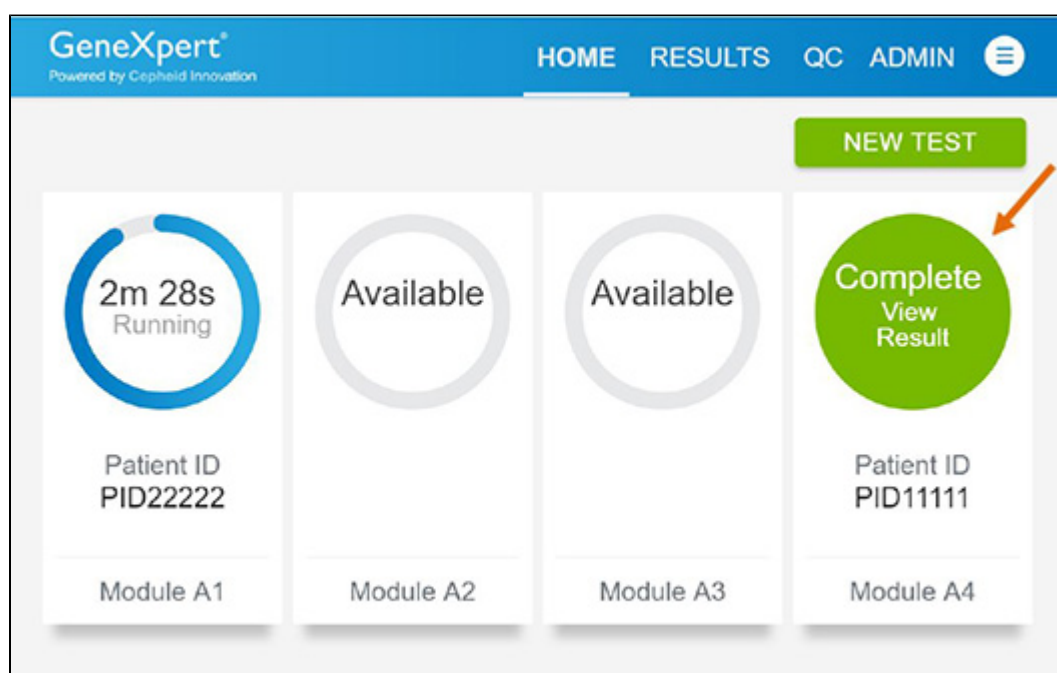 GeneXpert®
Powered by Cepheid Innovation
HOME RESULTS QC ADMIN
NEW TEST
2m 28s
Running
Patient ID
PID22222
Module A1
Available
Module A2
Available
Module A3
Complete
View
Result
Patient ID
PID11111
Module A4